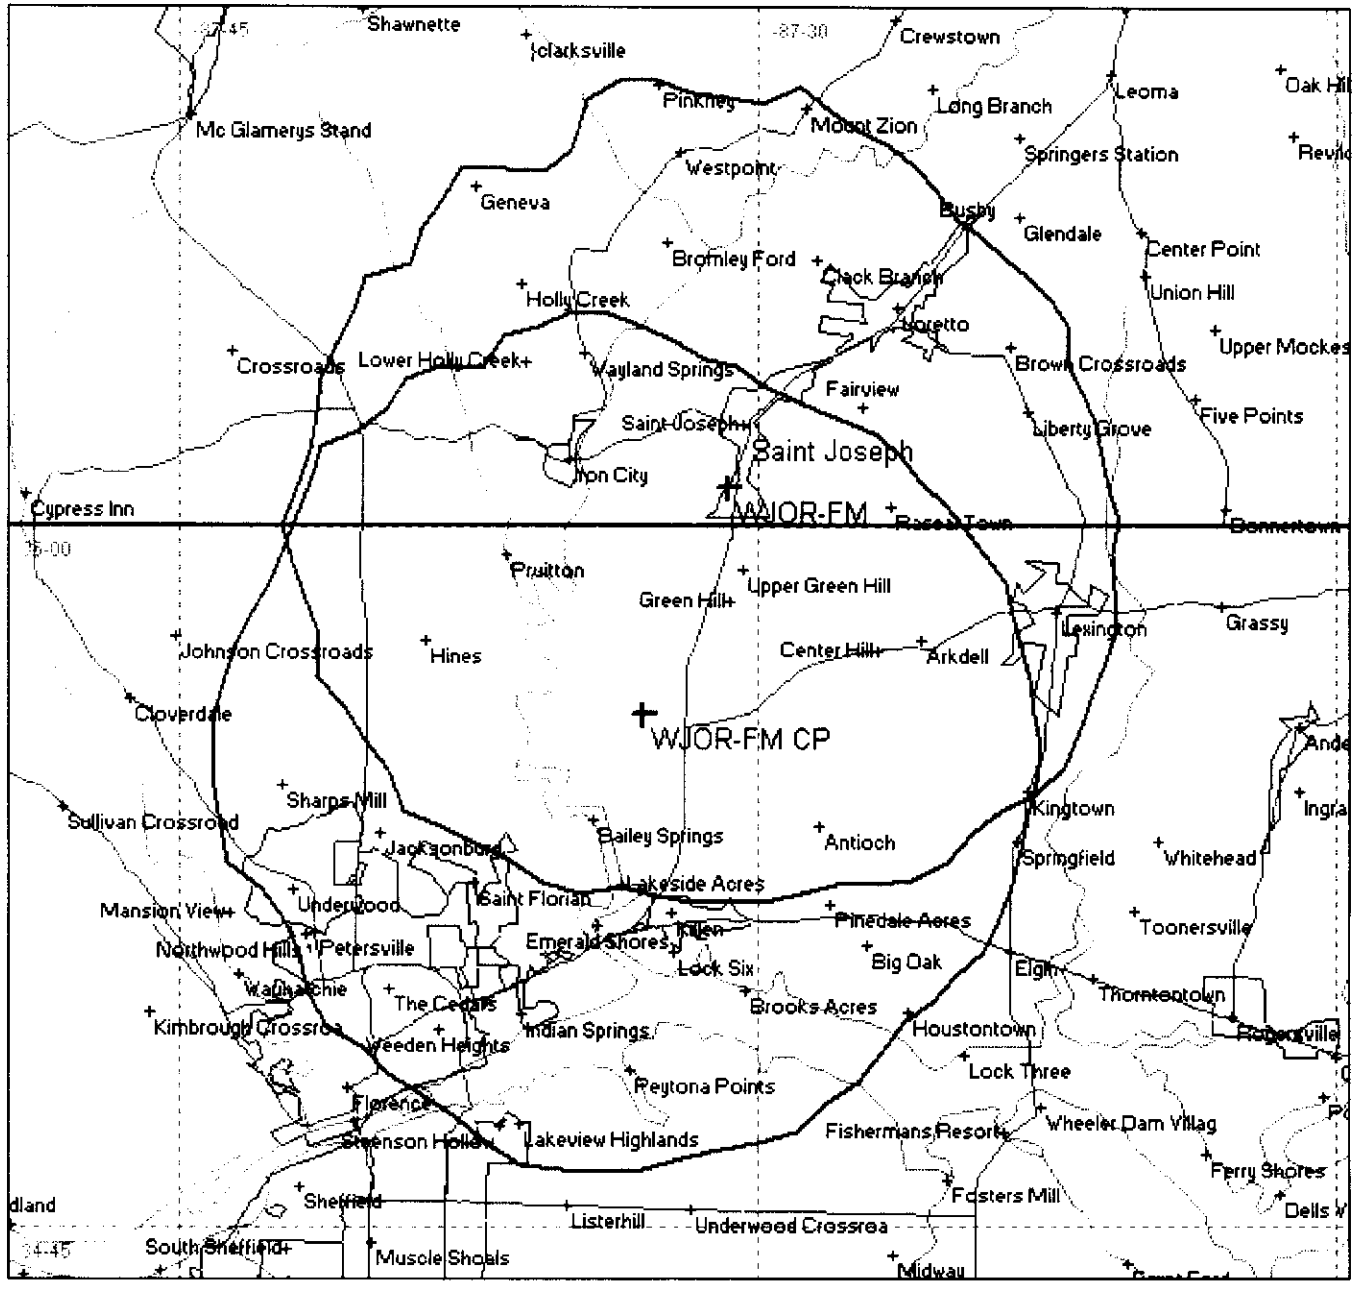 Shawnette
-87-45
clarksville
-87-30
Crewstown
Leoma
Pinkney
Long Branch
Mc Glamerys Stand
Mount Zion
Springers Station
Westpoint
Geneva
Busby
Glendale
Center Point
Bromley Ford
Clack Branch
Union Hill
Holly Creek
Loretto
Crossroads
Lower Holly Creek
Wayland Springs
Brown Crossroads
Fairview
Saint Joseph
Liberty Grove
Five Points
Saint Joseph
Iron City
Cypress Inn
WJOR-FM
Rascal Town
Bonnertown
35-00
Pruitton
Upper Green Hill
Green Hill
Grassy
Lexington
Johnson Crossroads
Hines
Center Hill
Arkdell
Cloverdale
WJOR-FM CP
Ande
Sharps Mill
Kingtown
Ingra
Sullivan Crossroad
Jacksonburg
Bailey Springs
Antioch
Springfield
Whitehead
Lakeside Acres
Underwood
Saint Florian
Mansion View
Pinedale Acres
Toonersville
Killen
Northwood Hills
Petersville
Emerald Shores
Big Oak
Lock Six
Elgin
Waukatchie
The Cedars
Thorntontown
Brooks Acres
Kimbrough Crossroa
Indian Springs
Houstontown
Rogersville
Weeden Heights
Lock Three
Peytona Points
Florence
Wheeler Dam Villag
Steenson Hollow
Lakeview Highlands
Fishermans Resort
Ferry Shores
Sheffield
Fosters Mill
dland
Dells V
Listerhill
Underwood Crossroa
34-45
South Sheffield
Muscle Shoals
Midway
Oak Hil
Upper Mockes